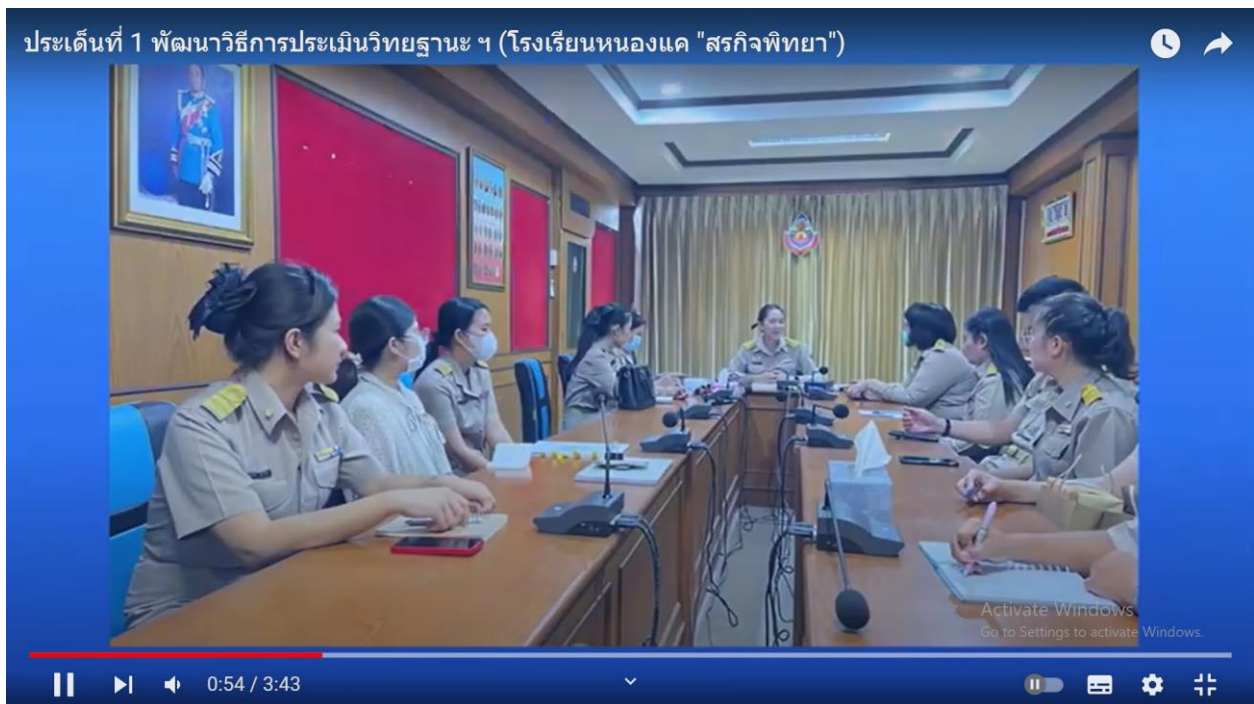 ประเด็นที่ 1 พัฒนาวิธีการประเมินวิทยฐานะ ฯ (โรงเรียนหนองแค "สรกิจพิทยา")
Activate Windows
Go to Settings to activate Windows.
0:54 / 3:43